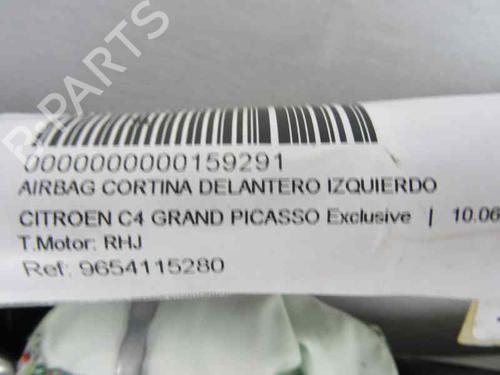 0000000000159291
AIRBAG CORTINA DELANTERO IZQUIERDO
CITROEN C4 GRAND PICASSO Exclusive | 10.06
T.Motor: RHJ
Ref: 9654115280
B-PARTS